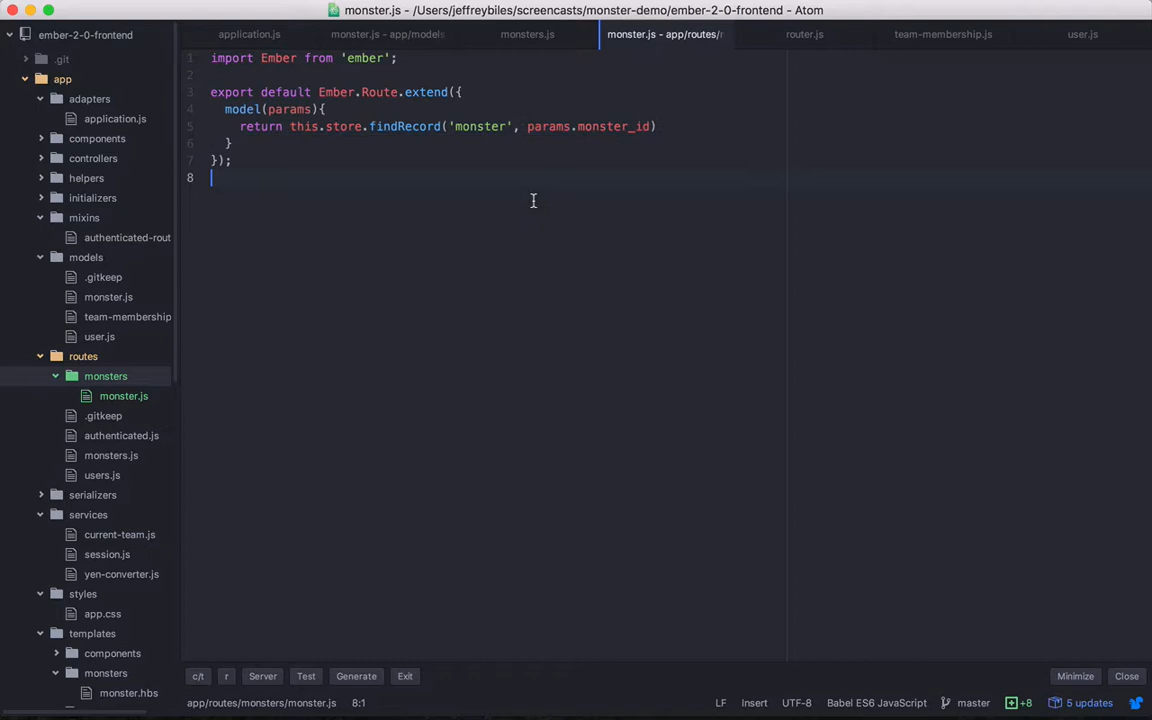 monster.js - /Users/jeffreybiles/screencasts/monster-demo/ember-2-0-frontend - Atom
ember-2-0-frontend
.git
app
adapters
application.js
components
controllers
helpers
initializers
mixins
authenticated-rout
models
.gitkeep
monster.js
team-membership
user.js
routes
monsters
monster.js
.gitkeep
authenticated.js
monsters.js
users.js
serializers
services
current-team.js
session.js
yen-converter.js
styles
app.css
templates
components
monsters
monster.hbs
application.js
monster.js - app/models
monsters.js
monster.js - app/routes/r
router.js
team-membership.js
user.js
1 import Ember from 'ember';
2
3 export default Ember.Route.extend({
4 model(params){
5 return this.store.findRecord('monster', params.monster_id)
6 }
7 });
8
c/t r Server Test Generate Exit Minimize Close
app/routes/monsters/monster.js 8:1 LF Insert UTF-8 Babel ES6 JavaScript master +8 5 updates